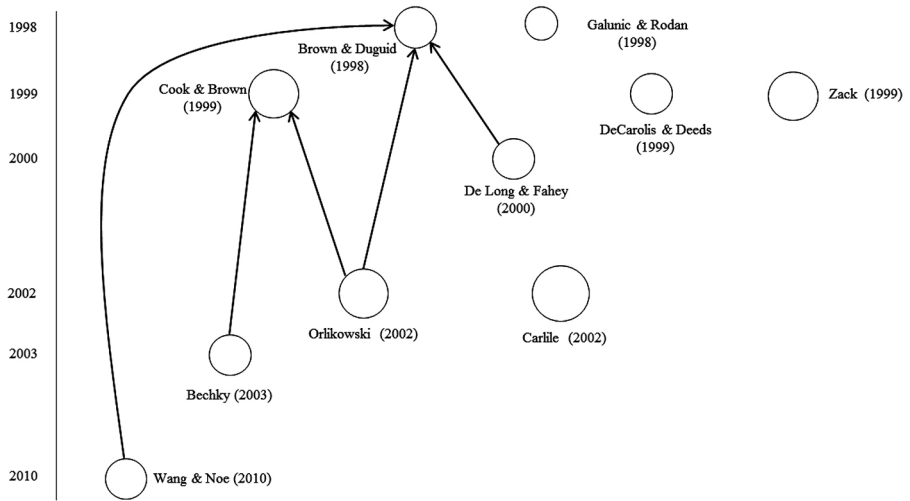 1998
Galunic & Rodan
(1998)
Brown & Duguid
(1998)
Cook & Brown
(1999)
1999
Zack (1999)
DeCarolis & Deeds
(1999)
2000
De Long & Fahey
(2000)
2002
Orlikowski (2002)
Carlile (2002)
2003
Bechky (2003)
2010
Wang & Noe (2010)